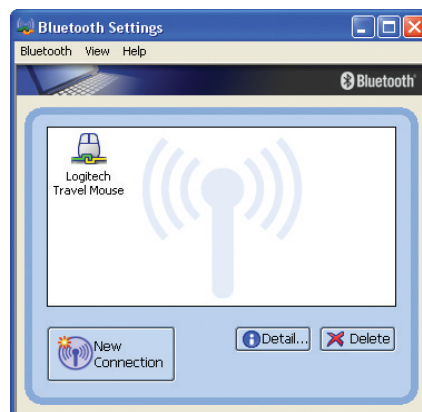 Bluetooth Settings
Bluetooth View Help
Bluetooth®
Logitech
Travel Mouse
New
Connection
Detail...
Delete